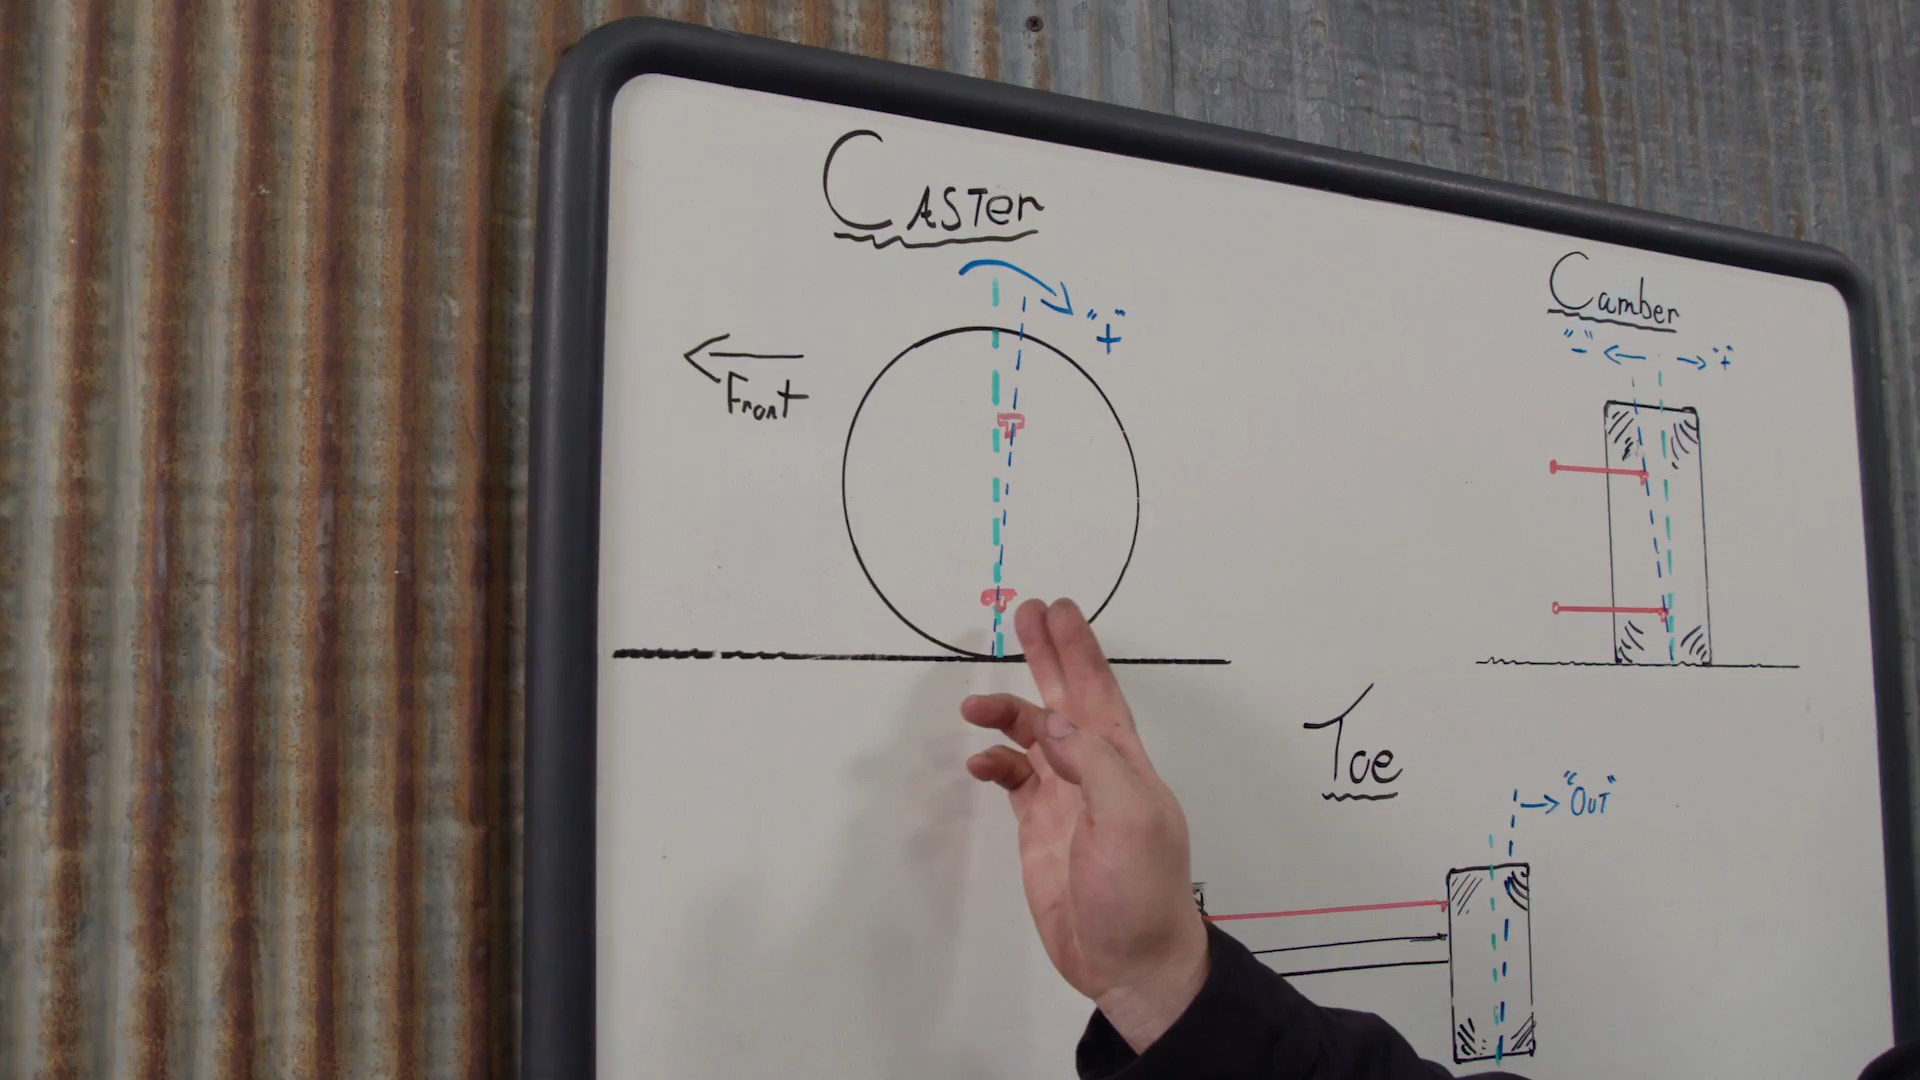 CASTer
"+"
Front
Camber
"-" "+"
Toe
"OUT"